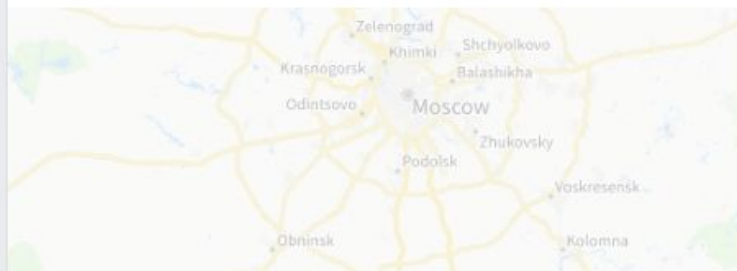 Zelenograd
Shchyolkovo
Khimki
Krasnogorsk
Balashikha
Odintsovo
Moscow
Zhukovsky
Podolsk
Voskresensk
Obninsk
Kolomna